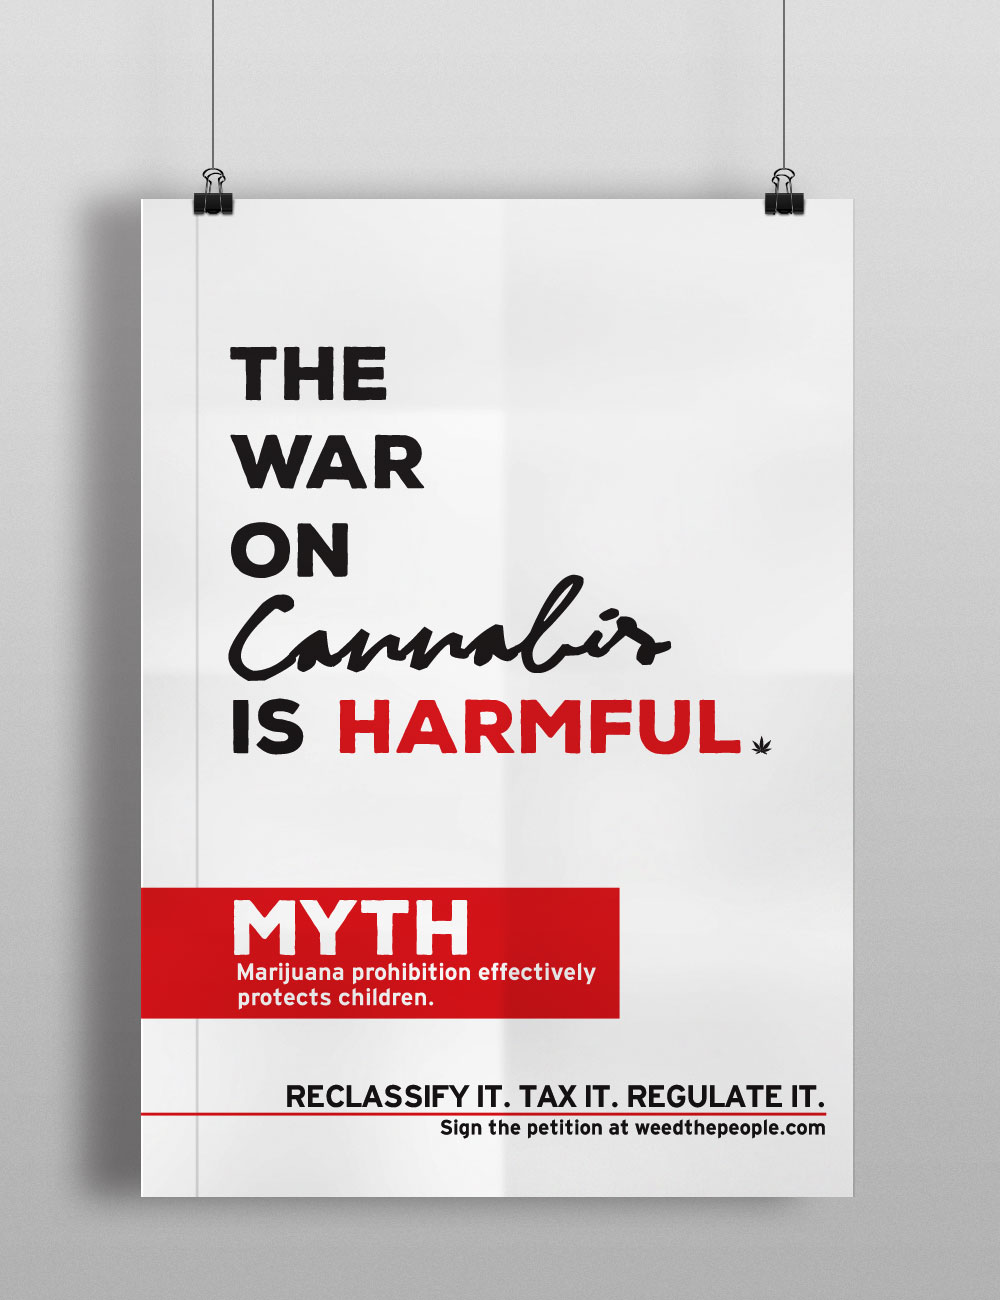 THE
WAR
ON
Cannabis
IS HARMFUL.
MYTH
Marijuana prohibition effectively
protects children.
RECLASSIFY IT. TAX IT. REGULATE IT.
Sign the petition at weedthepeople.com